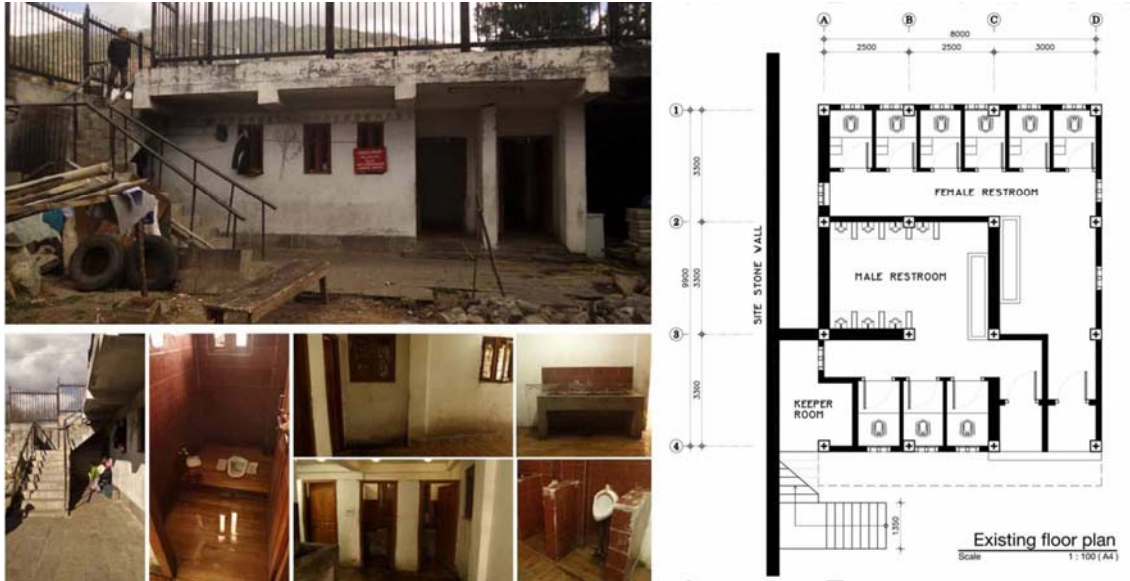 A
B
C
D
8000
2500
2500
3000
1
3300
FEMALE RESTROOM
2
SITE STONE WALL
9900
3300
MALE RESTROOM
3
3300
KEEPER
ROOM
4
1350
Existing floor plan
Scale
1 : 100 ( A4 )